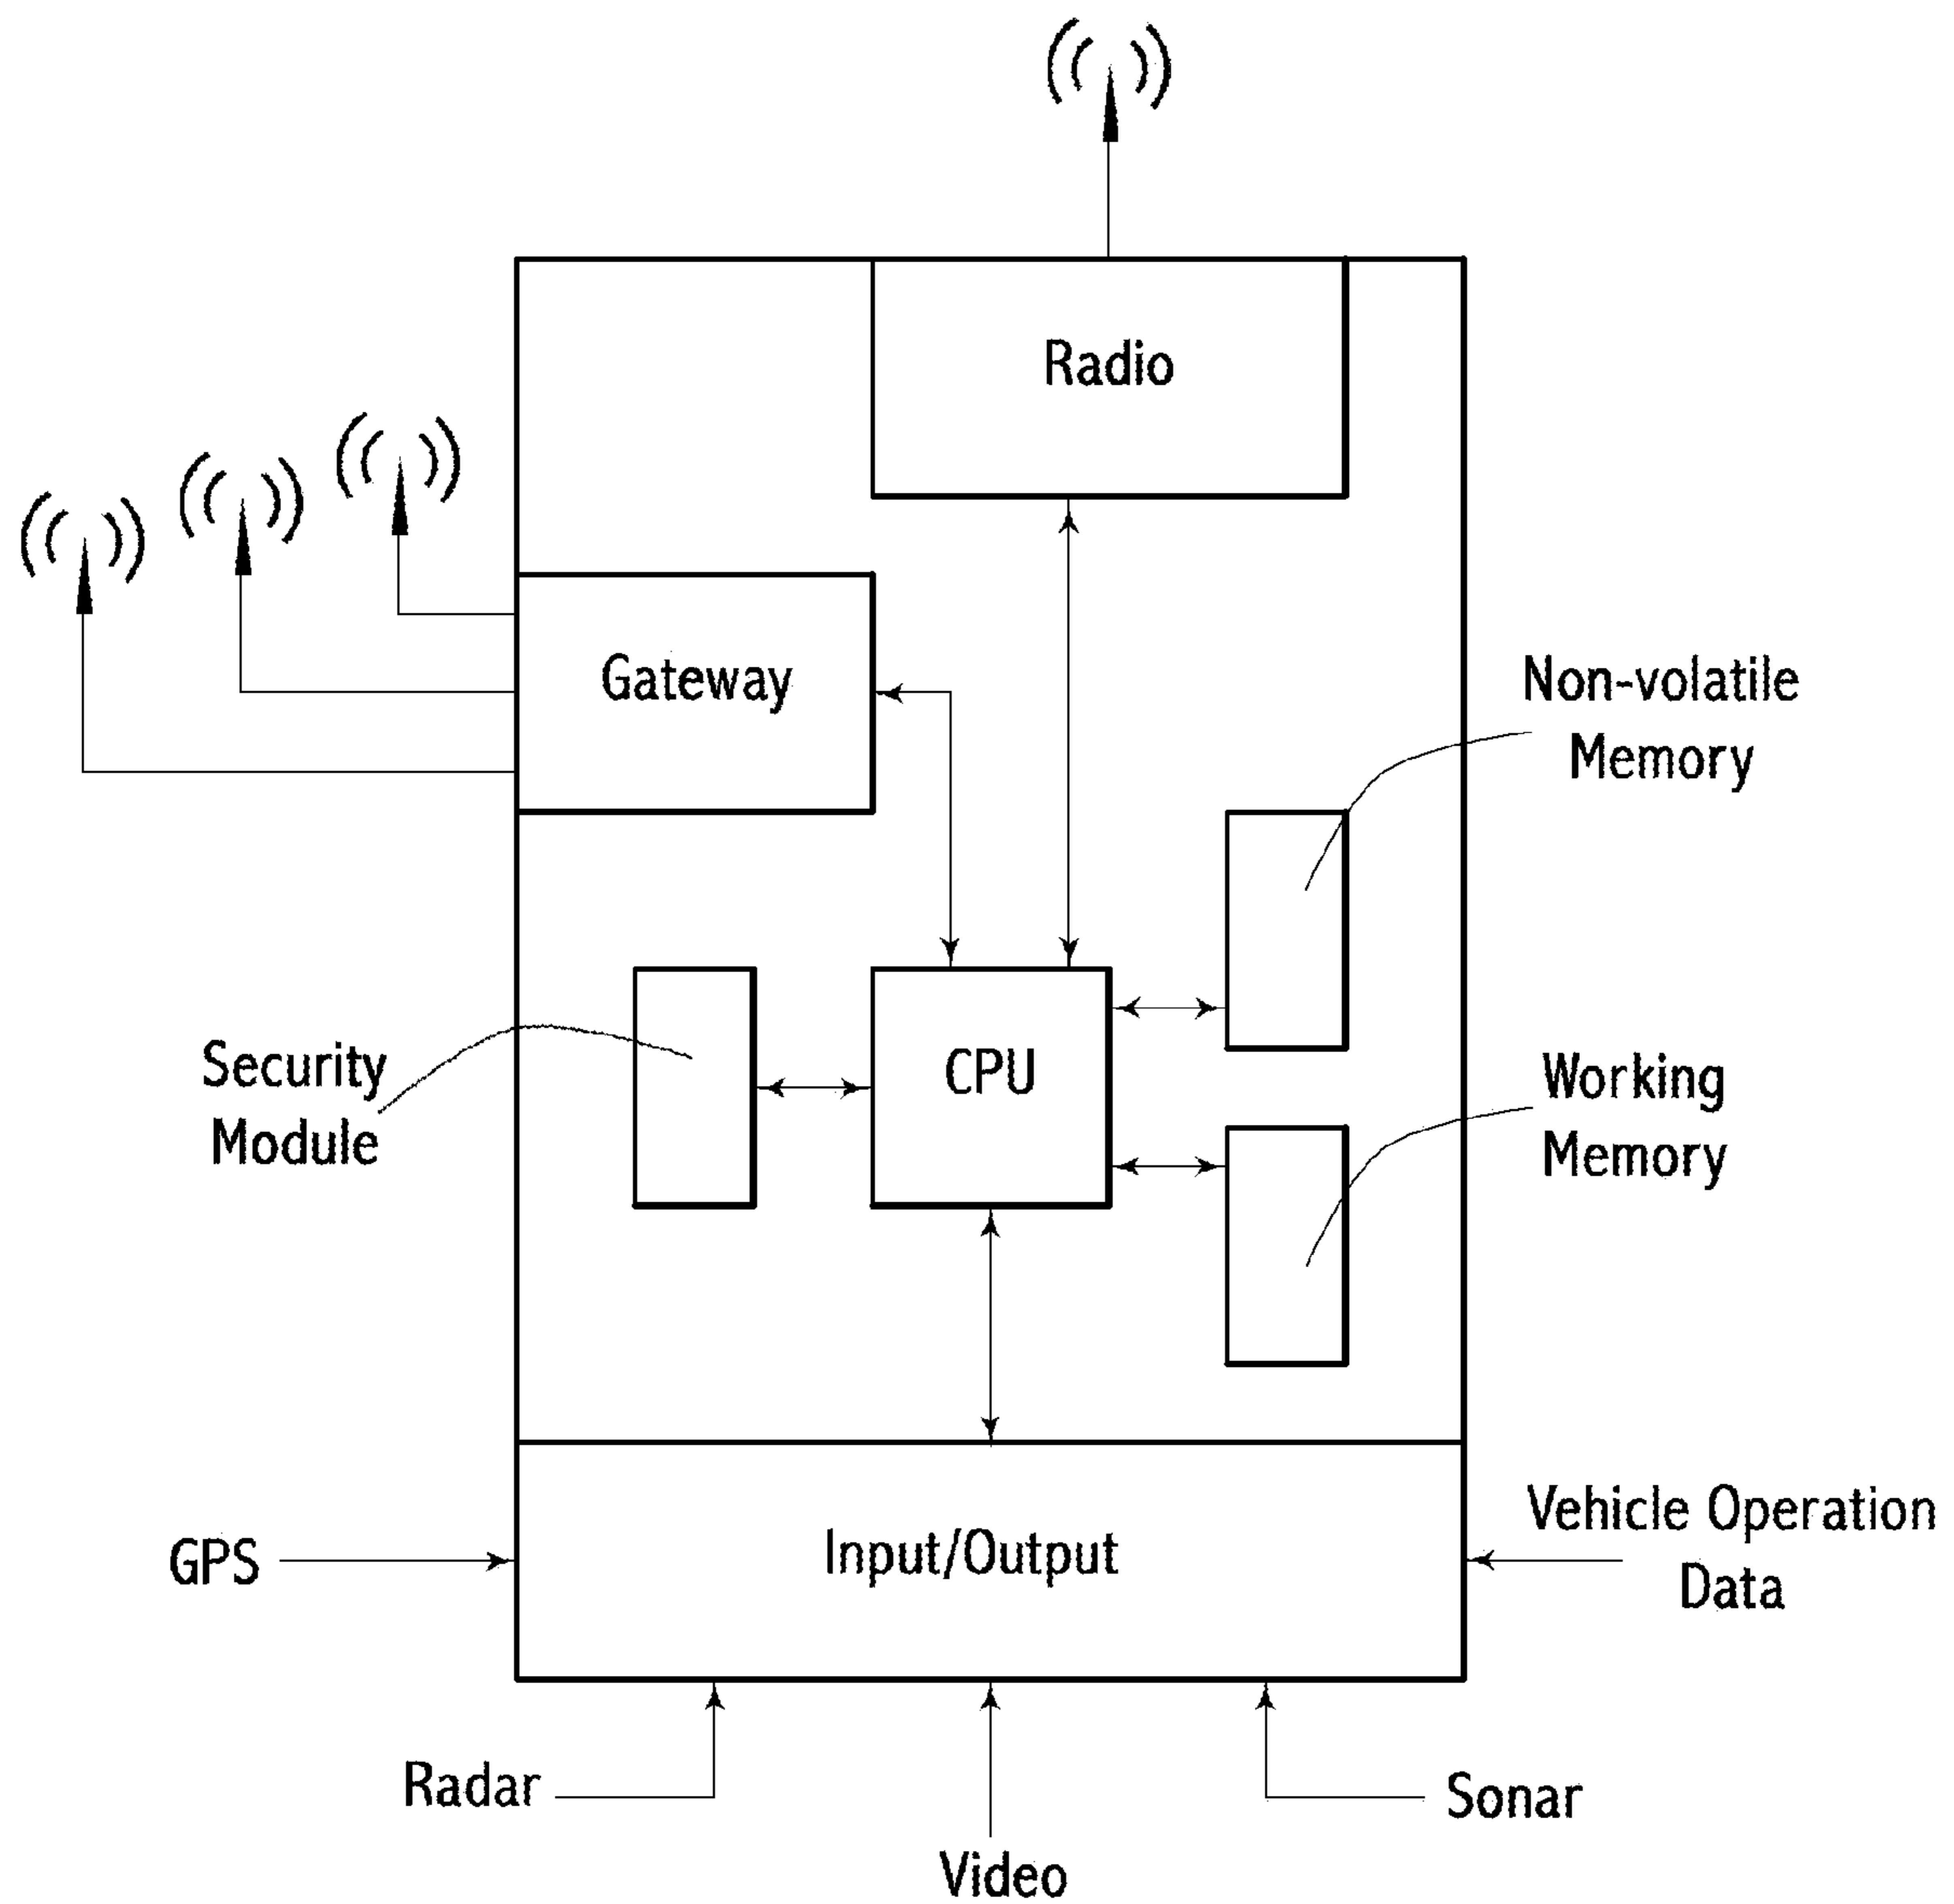 Radio
Gateway
Non-volatile
Memory
Security
Module
CPU
Working
Memory
GPS
Input/Output
Vehicle Operation
Data
Radar
Video
Sonar